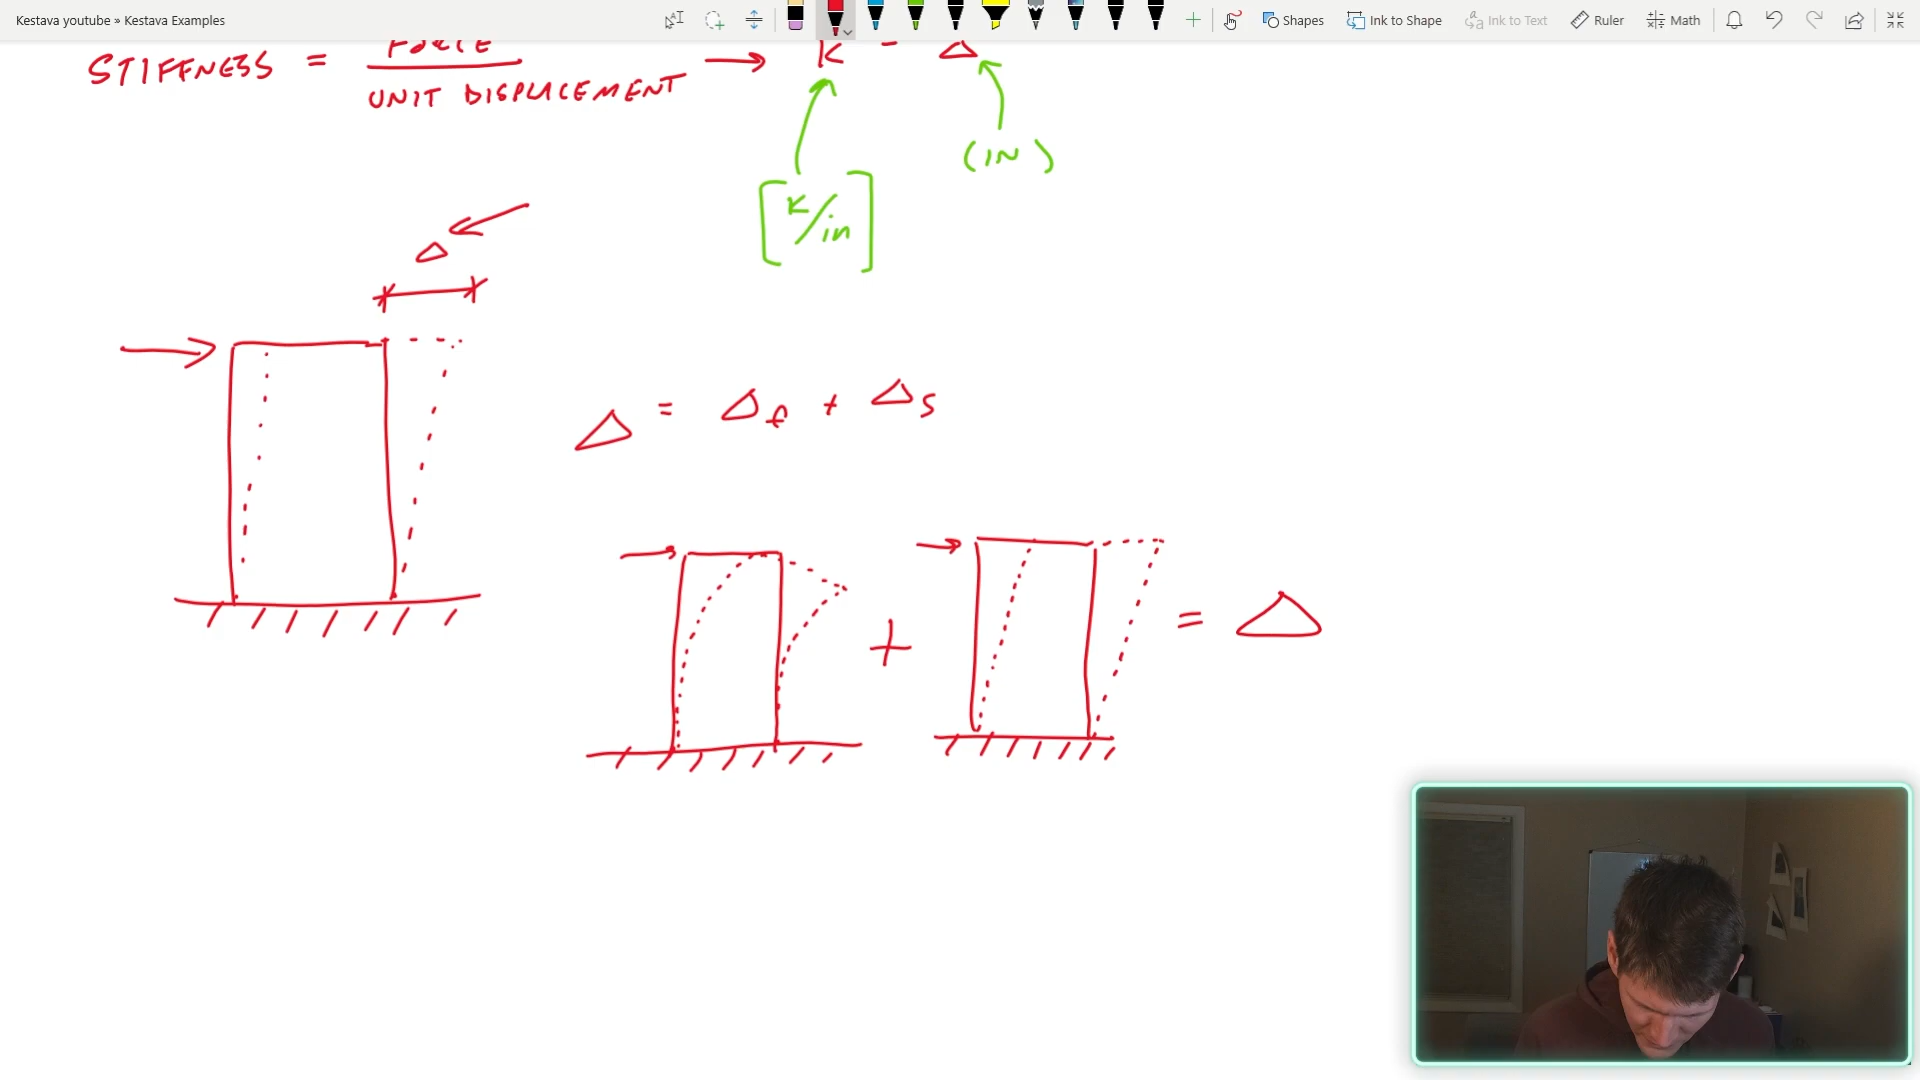 Kestava youtube » Kestava Examples
Shapes Ink to Shape Ink to Text Ruler Math
STIFFNESS = FORCE / UNIT DISPLACEMENT → K = Δ
(IN)
[K/in]
Δ
Δ = Δf + Δs
+ = Δ